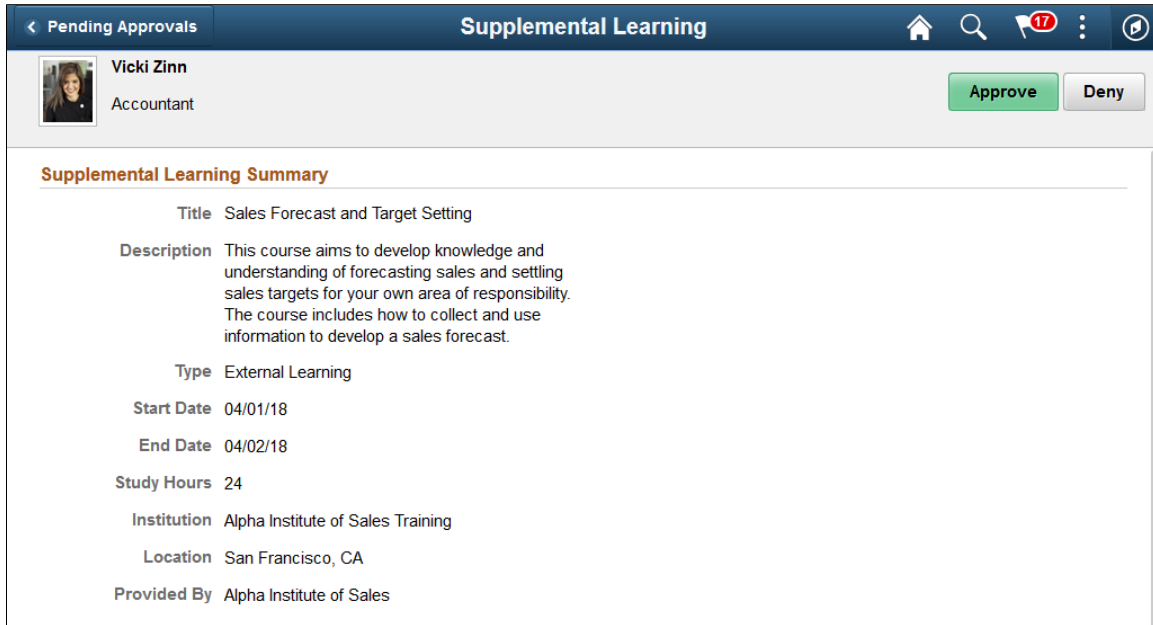 Pending Approvals
Supplemental Learning
17
Vicki Zinn
Accountant
Approve
Deny
Supplemental Learning Summary
Title Sales Forecast and Target Setting
Description This course aims to develop knowledge and
understanding of forecasting sales and settling
sales targets for your own area of responsibility.
The course includes how to collect and use
information to develop a sales forecast.
Type External Learning
Start Date 04/01/18
End Date 04/02/18
Study Hours 24
Institution Alpha Institute of Sales Training
Location San Francisco, CA
Provided By Alpha Institute of Sales